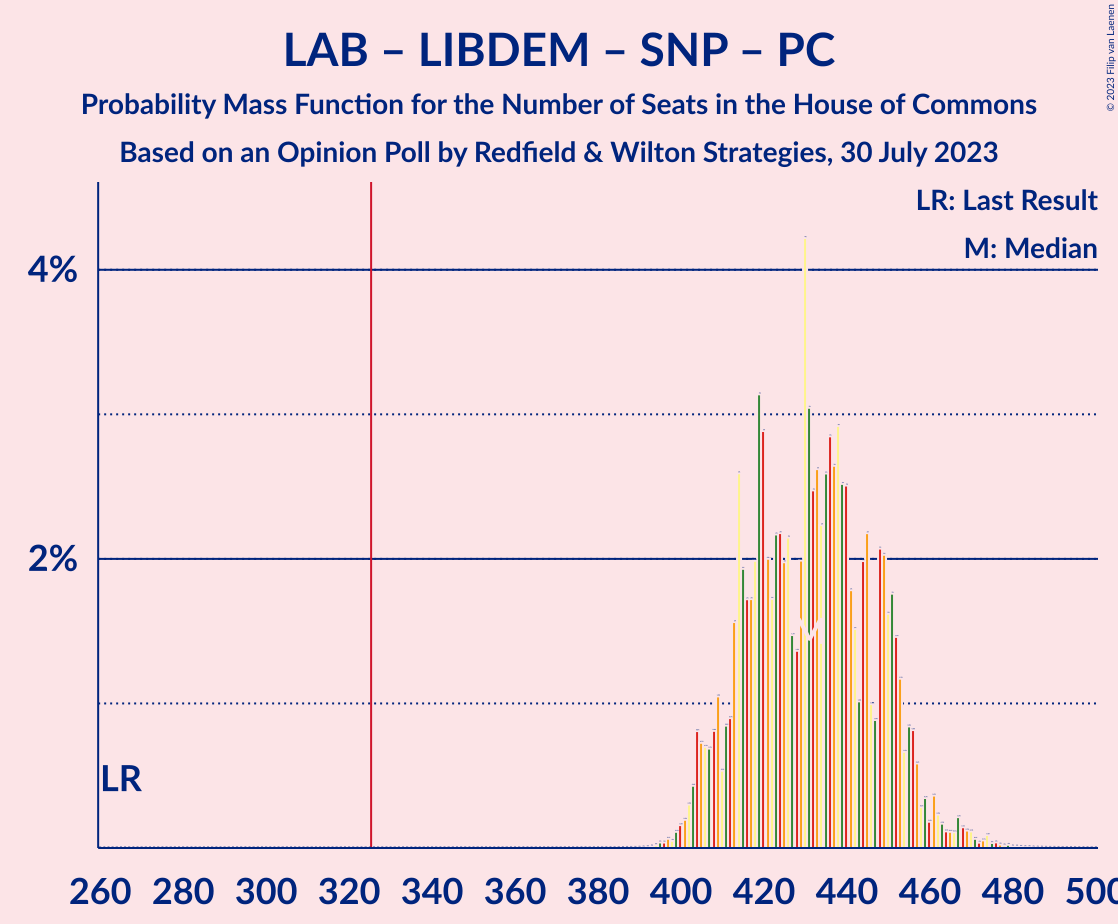 LAB – LIBDEM – SNP – PC
Probability Mass Function for the Number of Seats in the House of Commons
Based on an Opinion Poll by Redfield & Wilton Strategies, 30 July 2023
© 2023 Filip van Laenen
LR: Last Result
M: Median
4%
2%
LR
260 280 300 320 340 360 380 400 420 440 460 480 500